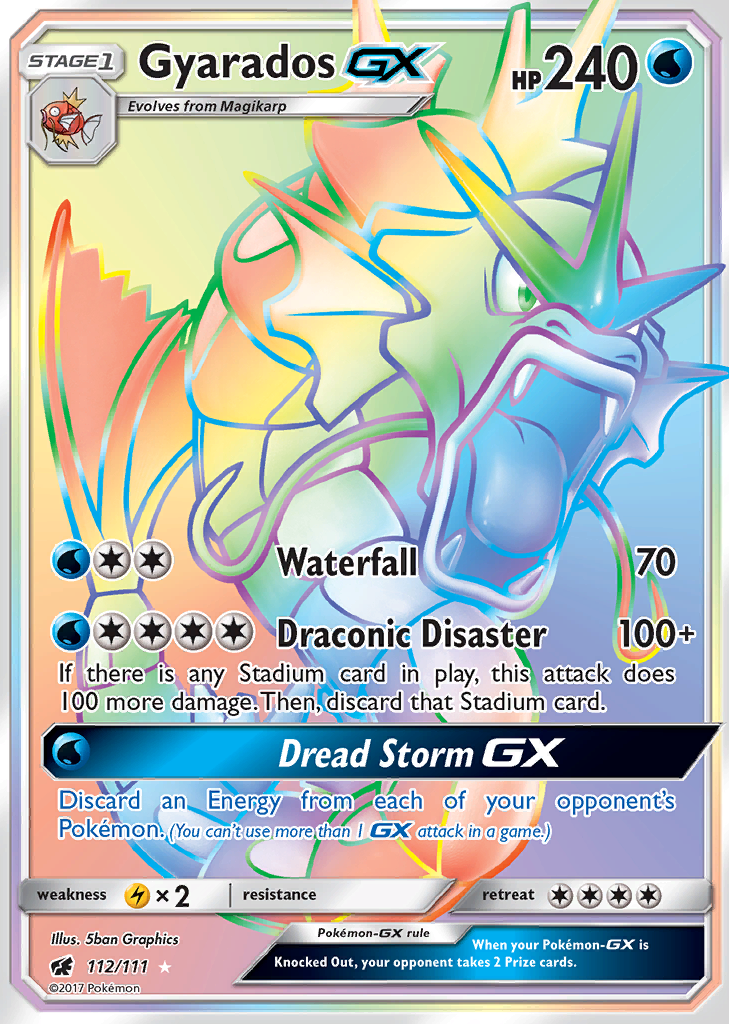 STAGE 1 Gyarados GX HP 240
Evolves from Magikarp
Waterfall 70
Draconic Disaster 100+
If there is any Stadium card in play, this attack does
100 more damage. Then, discard that Stadium card.
Dread Storm GX
Discard an Energy from each of your opponent's
Pokémon. (You can't use more than 1 GX attack in a game.)
weakness × 2 resistance retreat
Illus. 5ban Graphics
112/111
©2017 Pokémon
Pokémon-GX rule
When your Pokémon-GX is
Knocked Out, your opponent takes 2 Prize cards.